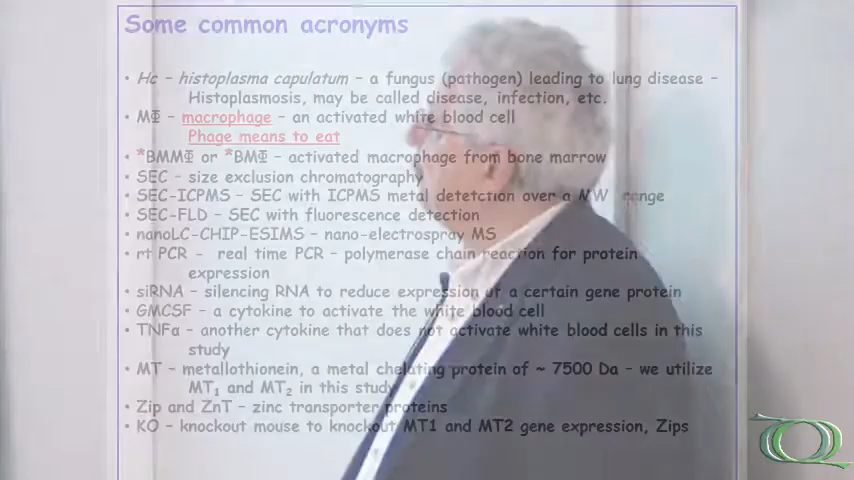 Some common acronyms
• Hc – histoplasma capulatum – a fungus (pathogen) leading to lung disease –
Histoplasmosis, may be called disease, infection, etc.
• MΦ – macrophage – an activated white blood cell
Phage means to eat
• *BMMΦ or *BMΦ – activated macrophage from bone marrow
• SEC – size exclusion chromatography
• SEC-ICPMS – SEC with ICPMS metal detetction over a MW range
• SEC-FLD – SEC with fluorescence detection
• nanoLC-CHIP-ESIMS – nano-electrospray MS
• rt PCR – real time PCR – polymerase chain reaction for protein
expression
• siRNA – silencing RNA to reduce expression of a certain gene protein
• GMCSF – a cytokine to activate the white blood cell
• TNFα – another cytokine that does not activate white blood cells in this
study
• MT – metallothionein, a metal chelating protein of ~ 7500 Da – we utilize
MT₁ and MT₂ in this study
• Zip and ZnT – zinc transporter proteins
• KO – knockout mouse to knockout MT1 and MT2 gene expression, Zips